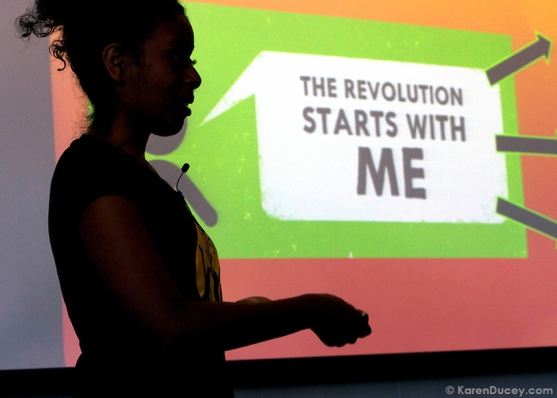 THE REVOLUTION
STARTS WITH
ME
© KarenDucey.com